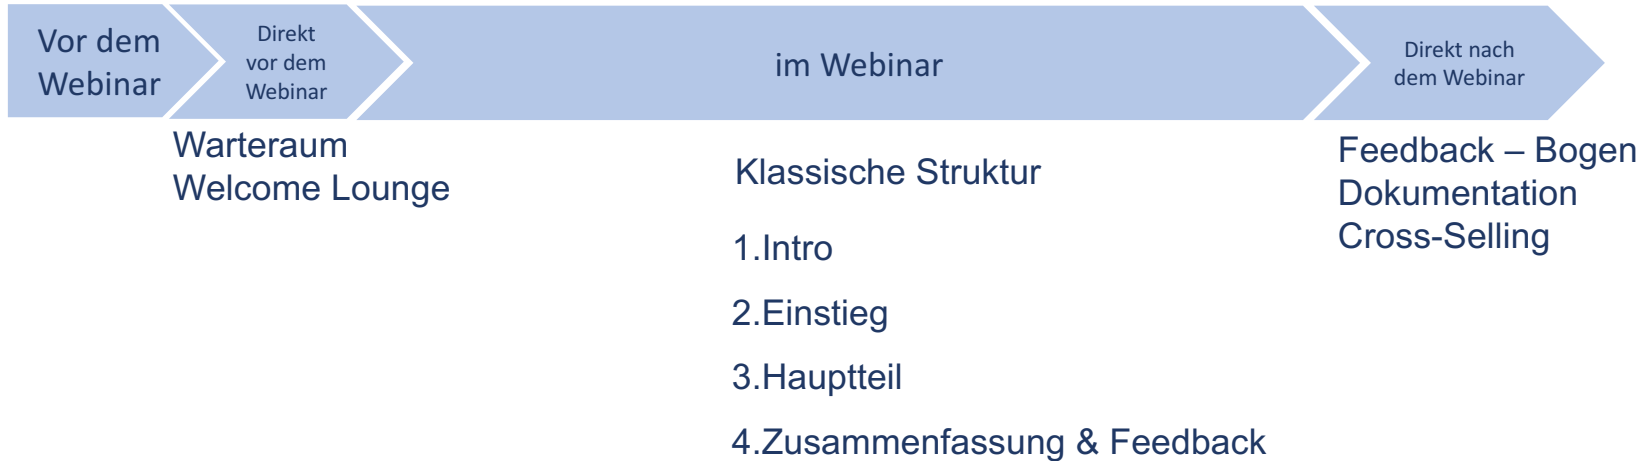 Vor dem
Webinar
Direkt
vor dem
Webinar
im Webinar
Direkt nach
dem Webinar
Warteraum
Welcome Lounge
Klassische Struktur
1.Intro
2.Einstieg
3.Hauptteil
4.Zusammenfassung & Feedback
Feedback – Bogen
Dokumentation
Cross-Selling